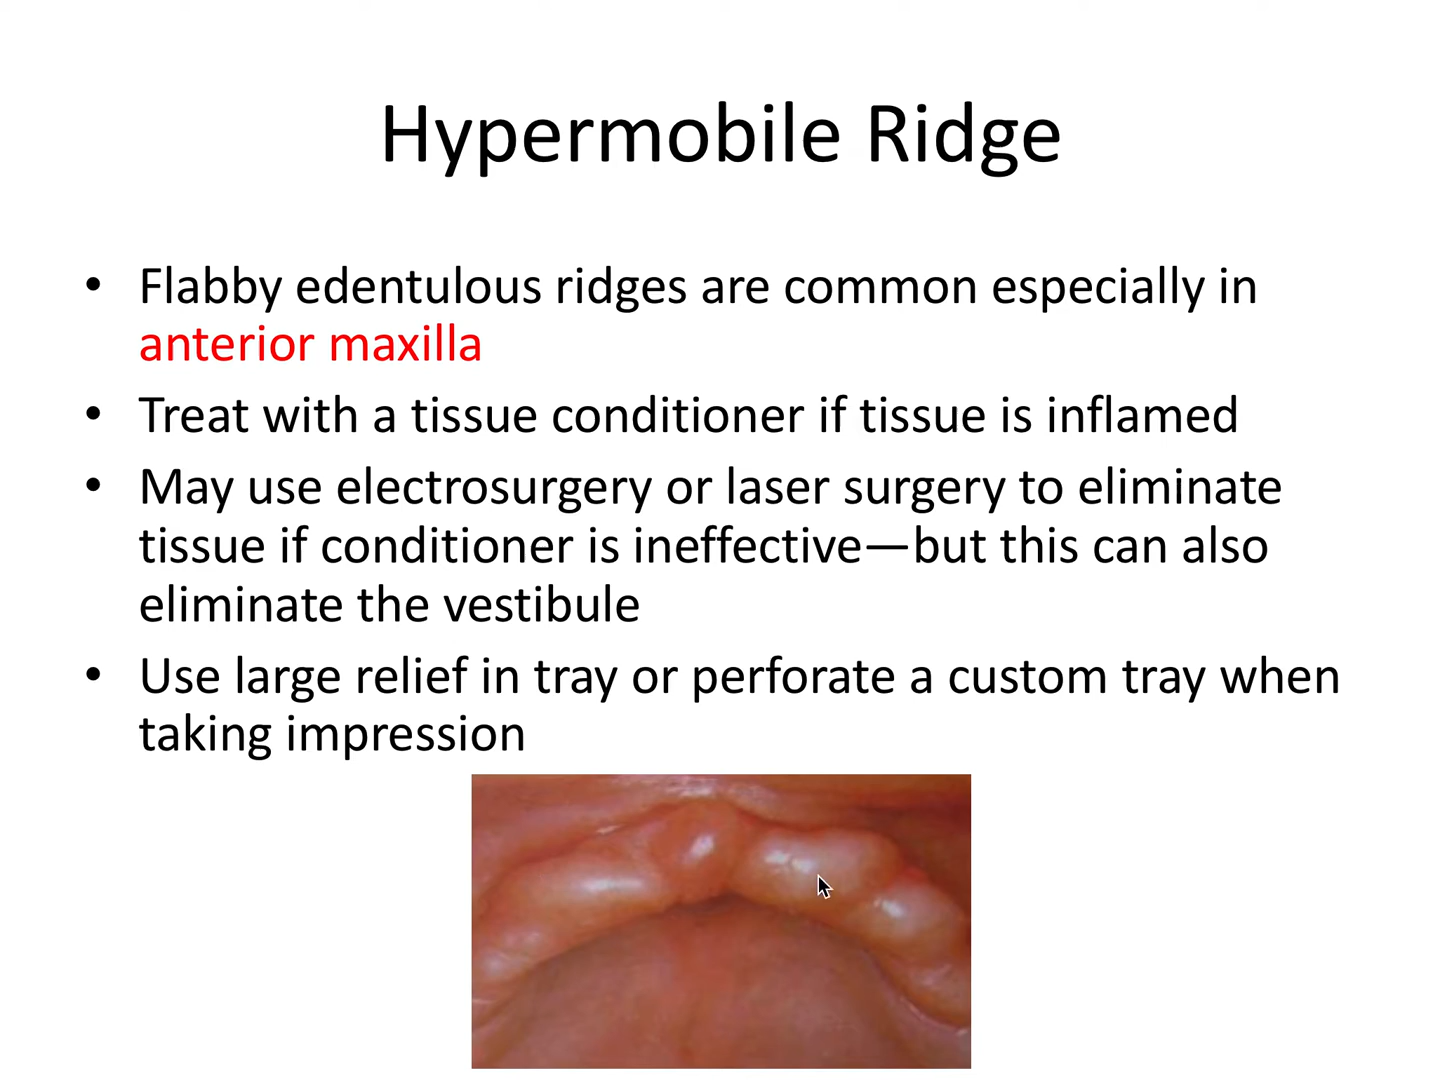 Hypermobile Ridge
• Flabby edentulous ridges are common especially in
anterior maxilla
• Treat with a tissue conditioner if tissue is inflamed
• May use electrosurgery or laser surgery to eliminate
tissue if conditioner is ineffective—but this can also
eliminate the vestibule
• Use large relief in tray or perforate a custom tray when
taking impression